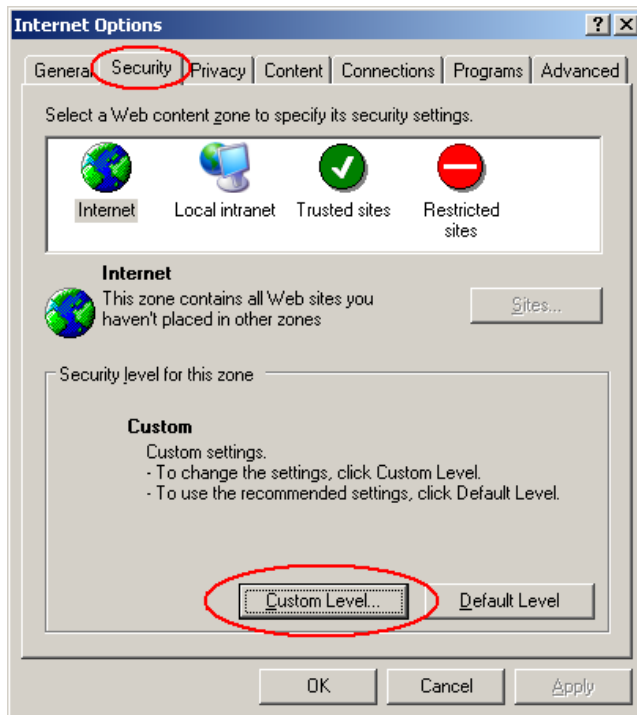 Internet Options
General Security Privacy Content Connections Programs Advanced
Select a Web content zone to specify its security settings.
Internet Local intranet Trusted sites Restricted
sites
Internet
This zone contains all Web sites you
haven't placed in other zones
Sites...
Security level for this zone
Custom
Custom settings.
- To change the settings, click Custom Level.
- To use the recommended settings, click Default Level.
Custom Level... Default Level
OK Cancel Apply